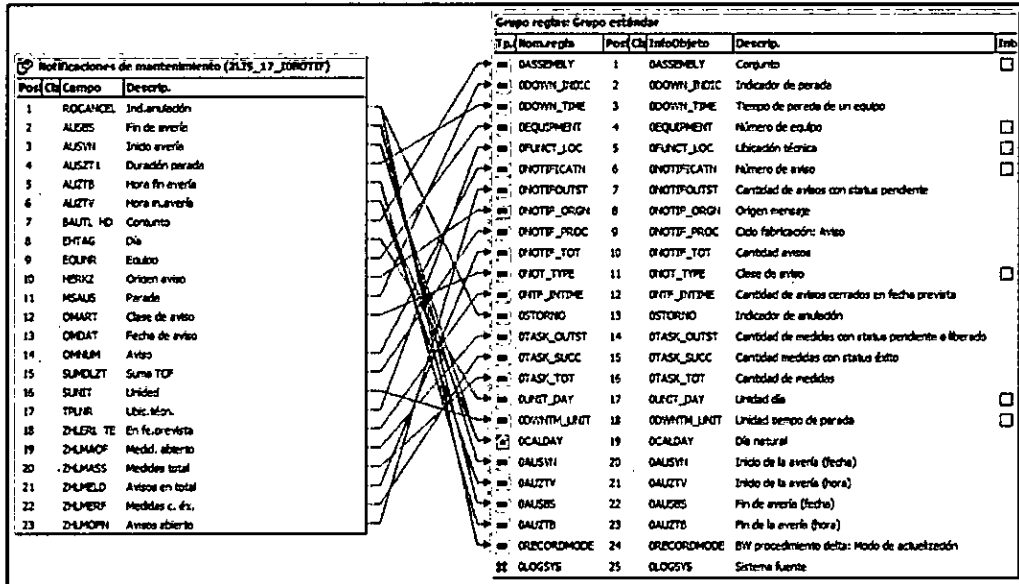 Notificaciones de mantenimiento (2LIS_17_I0NOTIF)
Pos Cla Campo Descrip.
1 ROCANCEL Ind.anulación
2 AUSBS Fin de avería
3 AUSVN Inicio avería
4 AUSZT1 Duración parada
5 AUZTB Hora fin avería
6 AUZTV Hora in.avería
7 BAUTL_HD Conjunto
8 EHTAG Día
9 EQUNR Equipo
10 HERKZ Origen aviso
11 MSAUS Parada
12 QMART Clase de aviso
13 QMDAT Fecha de aviso
14 QMNUM Aviso
15 SUMDLZT Suma TCF
16 SUNIT Unidad
17 TPLNR Ubic.técn.
18 ZHLERL_TE En fe.prevista
19 ZHLMAOF Medid. abierto
20 ZHLMASS Medidas total
21 ZHLMELD Avisos en total
22 ZHLMERF Medidas c. éx.
23 ZHLMOFN Avisos abierto
Grupo reglas: Grupo estándar
Tp. Nom.regla Pos Cla InfoObjeto Descrip. Int
0ASSEMBLY 1 0ASSEMBLY Conjunto
0DOWN_INDIC 2 0DOWN_INDIC Indicador de parada
0DOWN_TIME 3 0DOWN_TIME Tiempo de parada de un equipo
0EQUIPMENT 4 0EQUIPMENT Número de equipo
0FUNCT_LOC 5 0FUNCT_LOC Ubicación técnica
0NOTIFICATN 6 0NOTIFICATN Número de aviso
0NOTIFOUTST 7 0NOTIFOUTST Cantidad de avisos con status pendiente
0NOTIF_ORGN 8 0NOTIF_ORGN Origen mensaje
0NOTIF_PROC 9 0NOTIF_PROC Ciclo fabricación: Aviso
0NOTIF_TOT 10 0NOTIF_TOT Cantidad avisos
0NOT_TYPE 11 0NOT_TYPE Clase de aviso
0NTF_INTIME 12 0NTF_INTIME Cantidad de avisos cerrados en fecha prevista
0STORNO 13 0STORNO Indicador de anulación
0TASK_OUTST 14 0TASK_OUTST Cantidad de medidas con status pendiente o liberado
0TASK_SUCC 15 0TASK_SUCC Cantidad medidas con status éxito
0TASK_TOT 16 0TASK_TOT Cantidad de medidas
0UNIT_DAY 17 0UNIT_DAY Unidad día
0DOWNTM_UNIT 18 0DOWNTM_UNIT Unidad tiempo de parada
0CALDAY 19 0CALDAY Día natural
0AUSVN 20 0AUSVN Inicio de la avería (fecha)
0AUZTV 21 0AUZTV Inicio de la avería (hora)
0AUSBS 22 0AUSBS Fin de avería (fecha)
0AUZTB 23 0AUZTB Fin de la avería (hora)
0RECORDMODE 24 0RECORDMODE BW procedimiento delta: Modo de actualización
0LOGSYS 25 0LOGSYS Sistema fuente